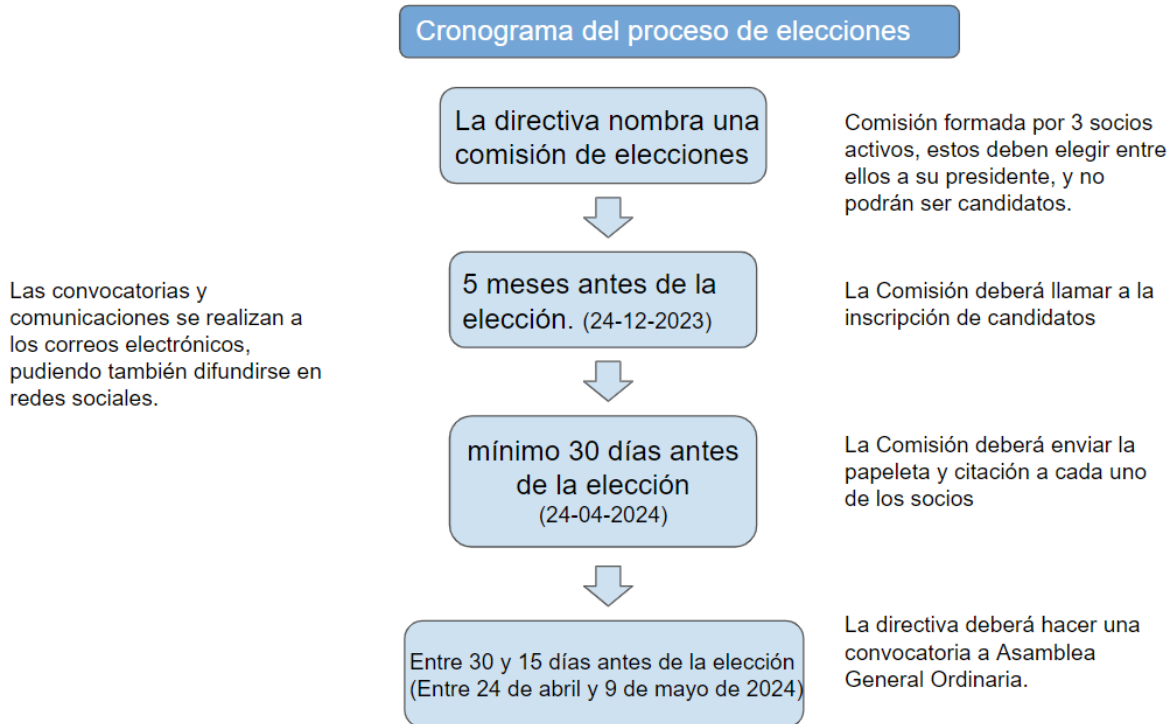 Cronograma del proceso de elecciones
La directiva nombra una
comisión de elecciones
Comisión formada por 3 socios
activos, estos deben elegir entre
ellos a su presidente, y no
podrán ser candidatos.
5 meses antes de la
elección. (24-12-2023)
La Comisión deberá llamar a la
inscripción de candidatos
Las convocatorias y
comunicaciones se realizan a
los correos electrónicos,
pudiendo también difundirse en
redes sociales.
mínimo 30 días antes
de la elección
(24-04-2024)
La Comisión deberá enviar la
papeleta y citación a cada uno
de los socios
Entre 30 y 15 días antes de la elección
(Entre 24 de abril y 9 de mayo de 2024)
La directiva deberá hacer una
convocatoria a Asamblea
General Ordinaria.